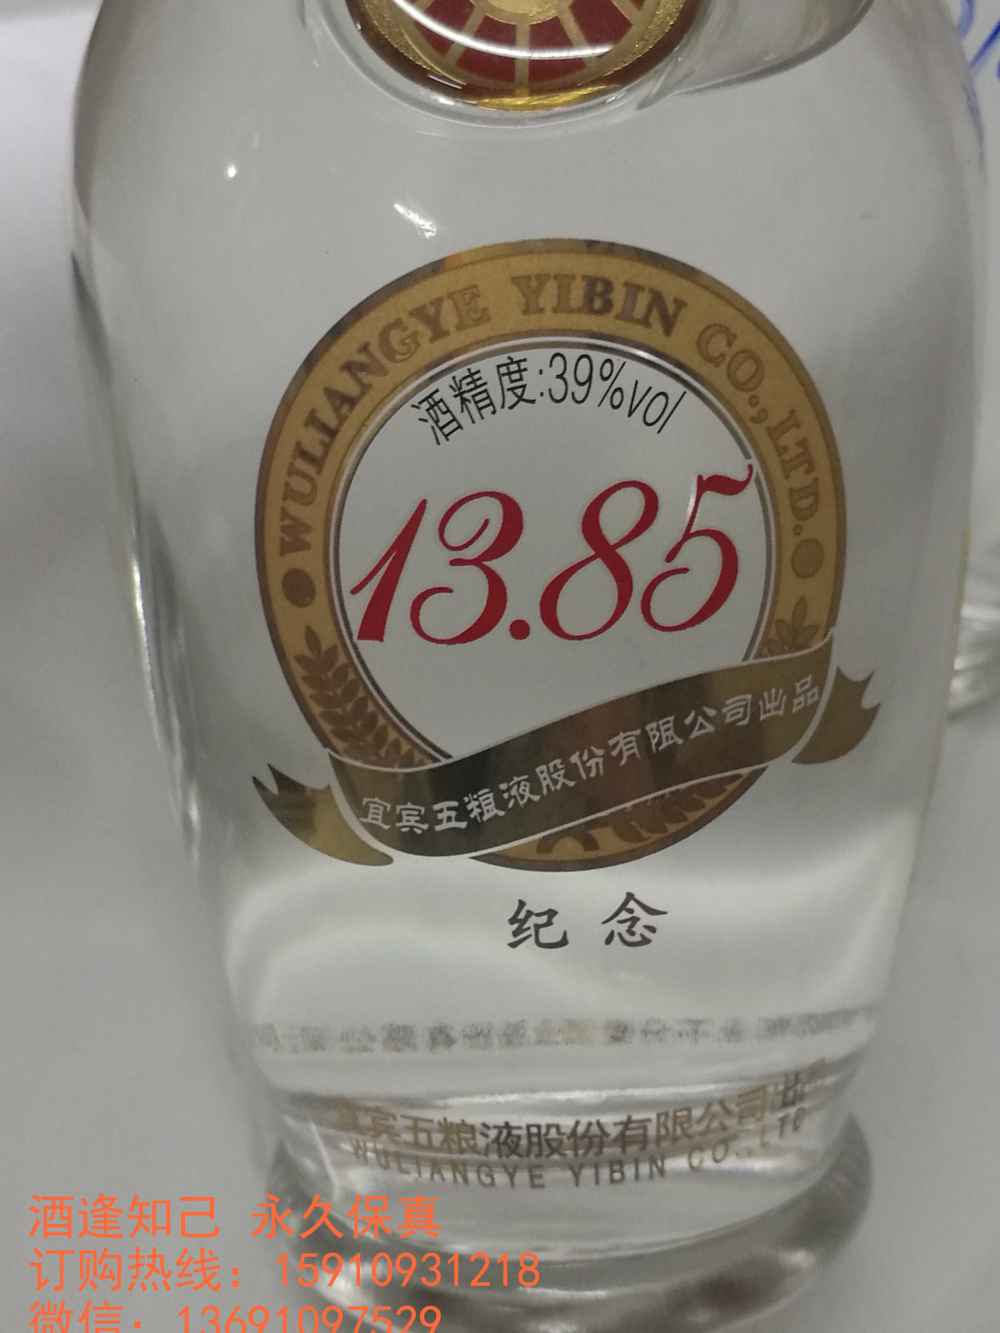 WULIANGYE YIBIN CO.,LTD.
酒精度:39%vol
13.85
宜宾五粮液股份有限公司出品
纪念
宾五粮液股份有限公司出
WULIANGYE YIBIN CO.,LTD
酒逢知己 永久保真
订购热线：15910931218
微信：13691097529